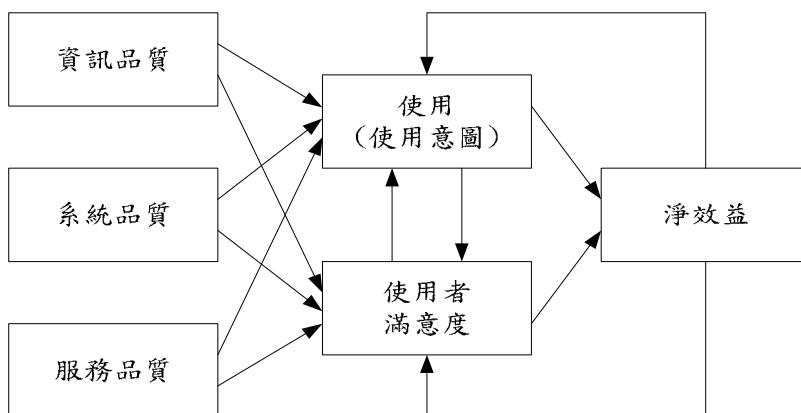 資訊品質
使用
(使用意圖)
系統品質
淨效益
使用者
滿意度
服務品質